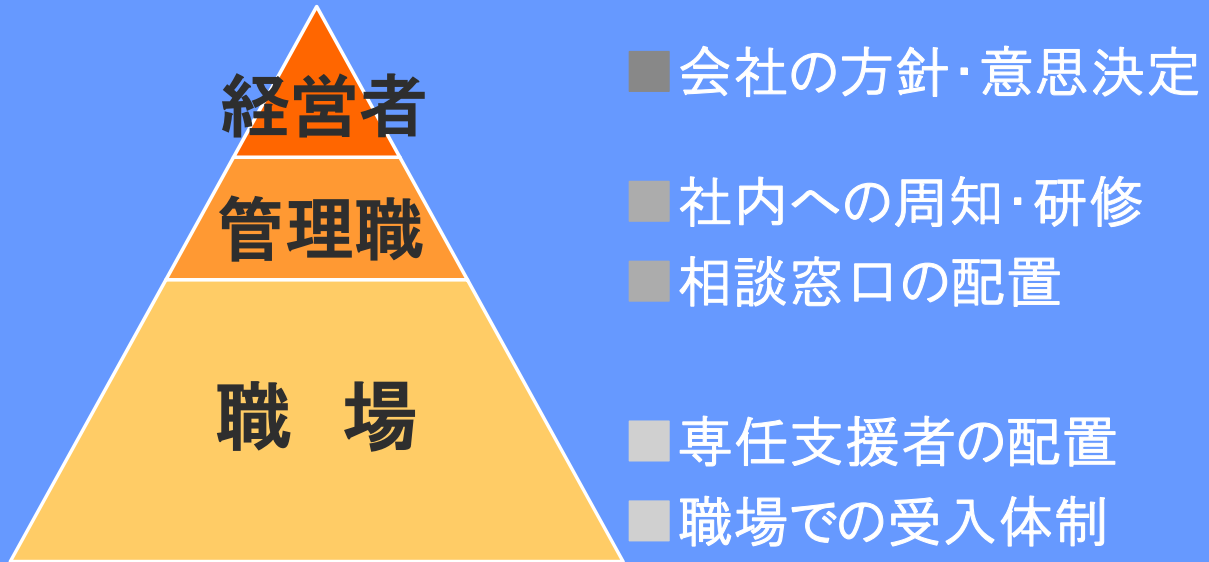 経営者
■会社の方針･意思決定
管理職
■社内への周知･研修
■相談窓口の配置
職 場
■専任支援者の配置
■職場での受入体制